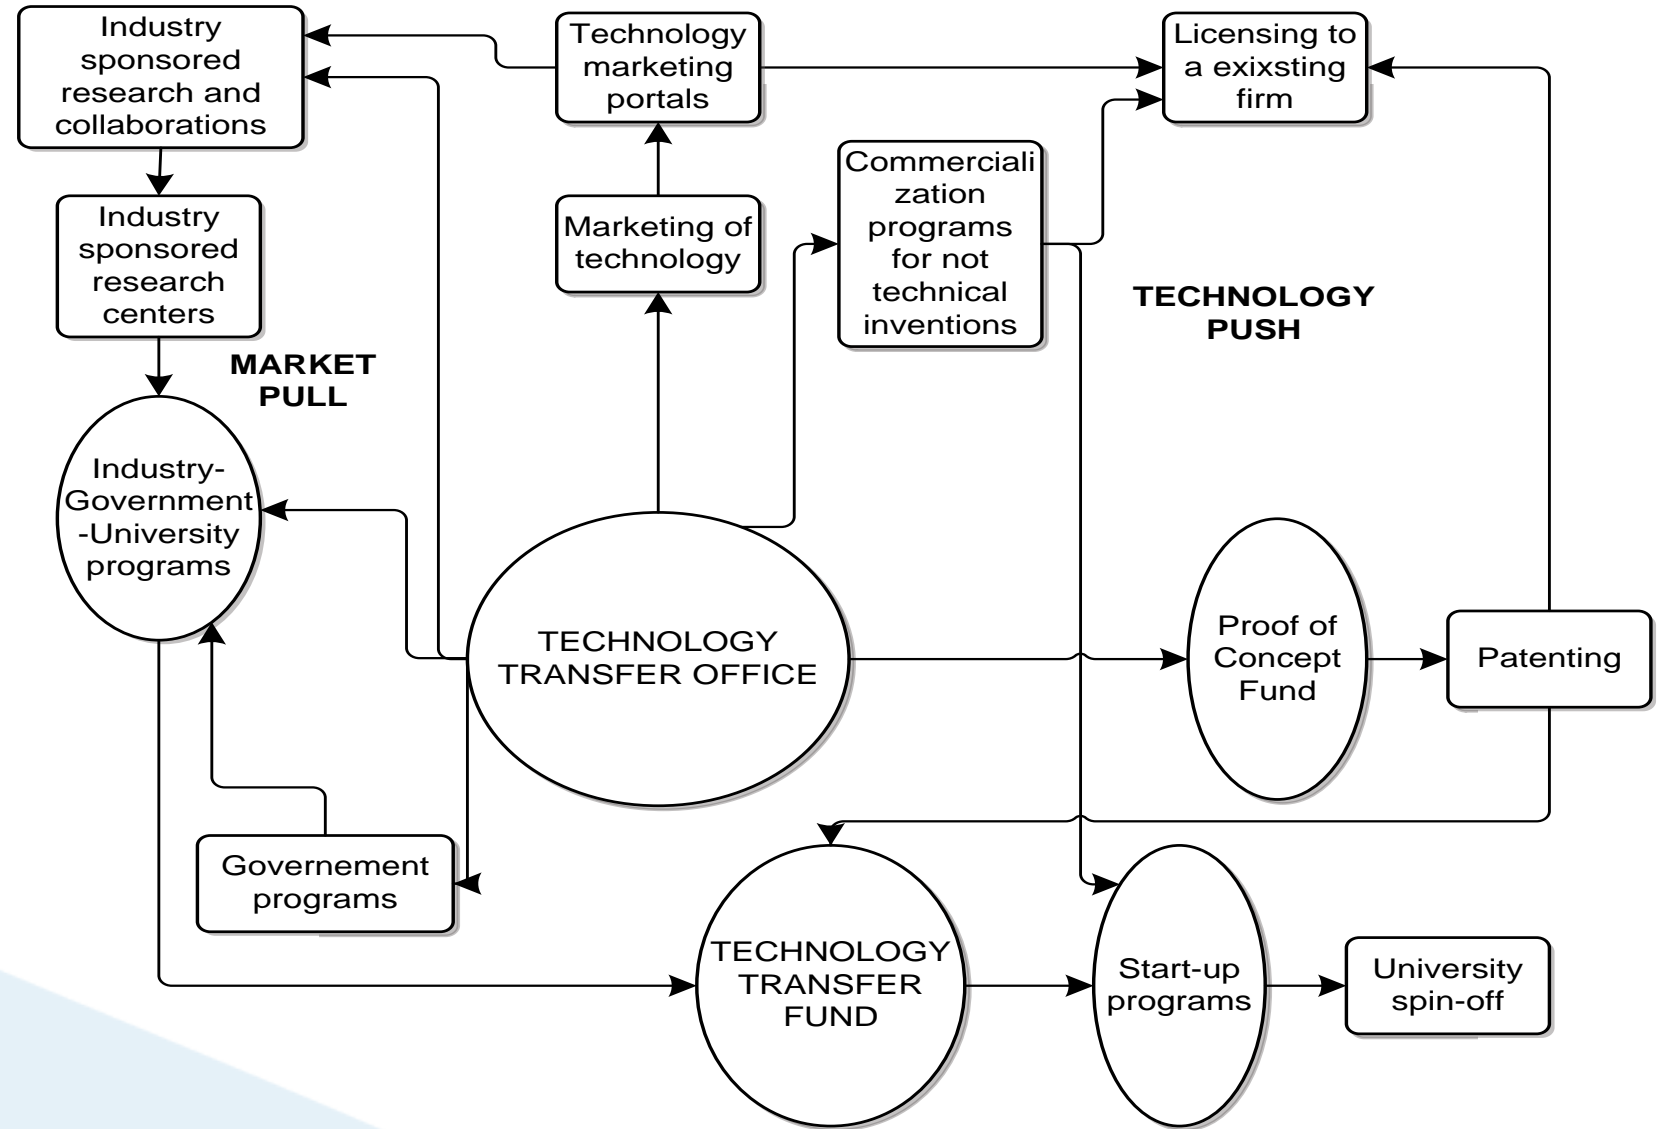 Industry
sponsored
research and
collaborations
Technology
marketing
portals
Licensing to
a exixsting
firm
Industry
sponsored
research
centers
Marketing of
technology
Commerciali
zation
programs
for not
technical
inventions
MARKET
PULL
TECHNOLOGY
PUSH
Industry-
Government
-University
programs
TECHNOLOGY
TRANSFER OFFICE
Proof of
Concept
Fund
Patenting
Governement
programs
TECHNOLOGY
TRANSFER
FUND
Start-up
programs
University
spin-off